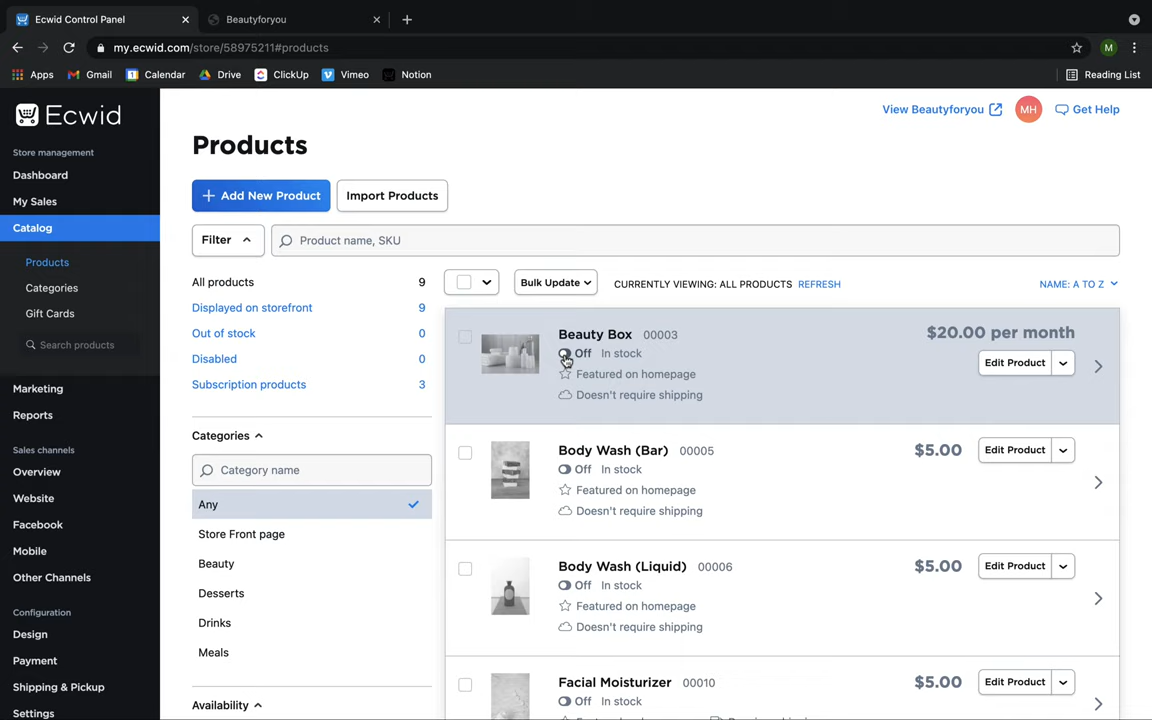 Ecwid Control Panel
Beautyforyou
my.ecwid.com/store/58975211#products
M
Apps
Gmail
Calendar
Drive
ClickUp
Vimeo
Notion
Reading List
Ecwid
View Beautyforyou
MH
Get Help
Products
Store management
Dashboard
My Sales
Catalog
Products
Categories
Gift Cards
Search products
Marketing
Reports
Sales channels
Overview
Website
Facebook
Mobile
Other Channels
Configuration
Design
Payment
Shipping & Payment
Settings
+ Add New Product
Import Products
Filter
Product name, SKU
All products 9
Displayed on storefront 9
Out of stock 0
Disabled 0
Subscription products 3
Categories
Category name
Any
Store Front page
Beauty
Desserts
Drinks
Meals
Availability
Bulk Update
CURRENTLY VIEWING: ALL PRODUCTS REFRESH
NAME: A TO Z
Beauty Box 00003
$20.00 per month
Off In stock
Edit Product
Featured on homepage
Doesn't require shipping
Body Wash (Bar) 00005
$5.00
Edit Product
Off In stock
Featured on homepage
Doesn't require shipping
Body Wash (Liquid) 00006
$5.00
Edit Product
Off In stock
Featured on homepage
Doesn't require shipping
Facial Moisturizer 00010
$5.00
Edit Product
Off In stock